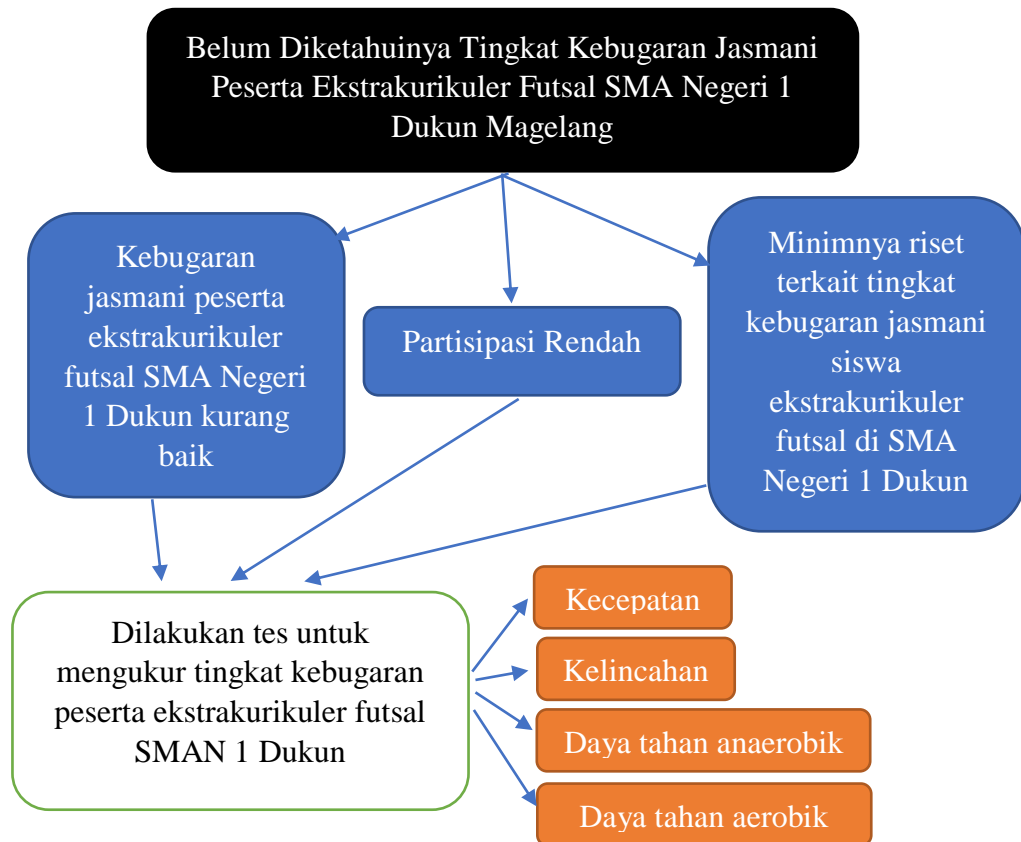 Belum Diketahuinya Tingkat Kebugaran Jasmani
Peserta Ekstrakurikuler Futsal SMA Negeri 1
Dukun Magelang
Kebugaran
jasmani peserta
ekstrakurikuler
futsal SMA Negeri
1 Dukun kurang
baik
Partisipasi Rendah
Minimnya riset
terkait tingkat
kebugaran jasmani
siswa
ekstrakurikuler
futsal di SMA
Negeri 1 Dukun
Dilakukan tes untuk
mengukur tingkat kebugaran
peserta ekstrakurikuler futsal
SMAN 1 Dukun
Kecepatan
Kelincahan
Daya tahan anaerobik
Daya tahan aerobik